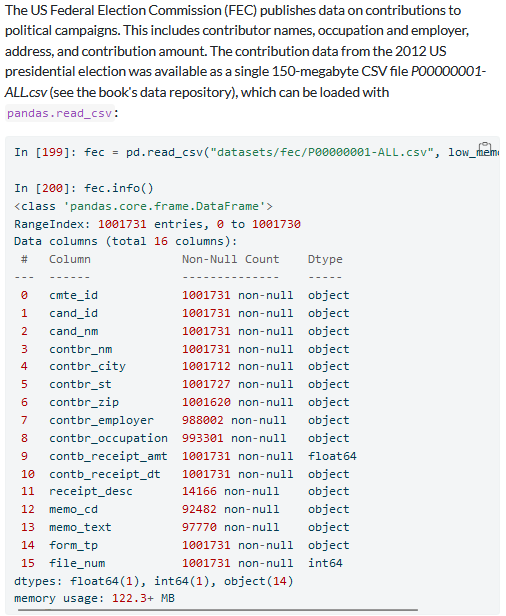 The US Federal Election Commission (FEC) publishes data on contributions to
political campaigns. This includes contributor names, occupation and employer,
address, and contribution amount. The contribution data from the 2012 US
presidential election was available as a single 150-megabyte CSV file P00000001-
ALL.csv (see the book's data repository), which can be loaded with
pandas.read_csv:
In [199]: fec = pd.read_csv("datasets/fec/P00000001-ALL.csv", low_mem
In [200]: fec.info()
<class 'pandas.core.frame.DataFrame'>
RangeIndex: 1001731 entries, 0 to 1001730
Data columns (total 16 columns):
 #   Column             Non-Null Count    Dtype
---  ------             --------------    -----
 0   cmte_id            1001731 non-null  object
 1   cand_id            1001731 non-null  object
 2   cand_nm            1001731 non-null  object
 3   contbr_nm          1001731 non-null  object
 4   contbr_city        1001712 non-null  object
 5   contbr_st          1001727 non-null  object
 6   contbr_zip         1001620 non-null  object
 7   contbr_employer    988002 non-null   object
 8   contbr_occupation  993301 non-null   object
 9   contb_receipt_amt  1001731 non-null  float64
 10  contb_receipt_dt   1001731 non-null  object
 11  receipt_desc       14166 non-null    object
 12  memo_cd            92482 non-null    object
 13  memo_text          97770 non-null    object
 14  form_tp            1001731 non-null  object
 15  file_num           1001731 non-null  int64
dtypes: float64(1), int64(1), object(14)
memory usage: 122.3+ MB